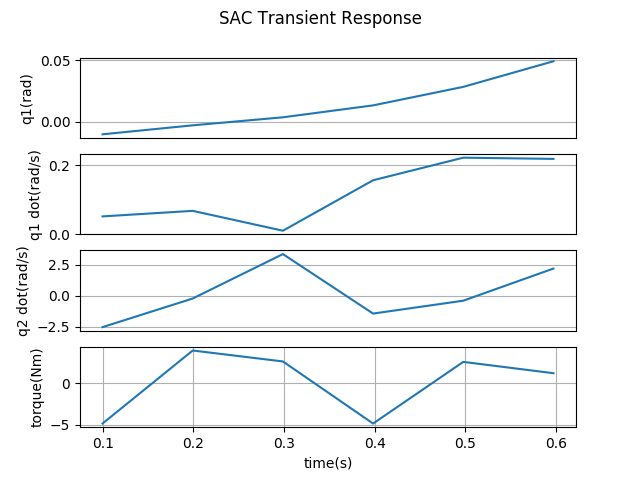 SAC Transient Response
0.05
0.00
q1(rad)
0.2
0.0
q1 dot(rad/s)
2.5
0.0
−2.5
q2 dot(rad/s)
0
−5
torque(Nm)
0.1 0.2 0.3 0.4 0.5 0.6
time(s)